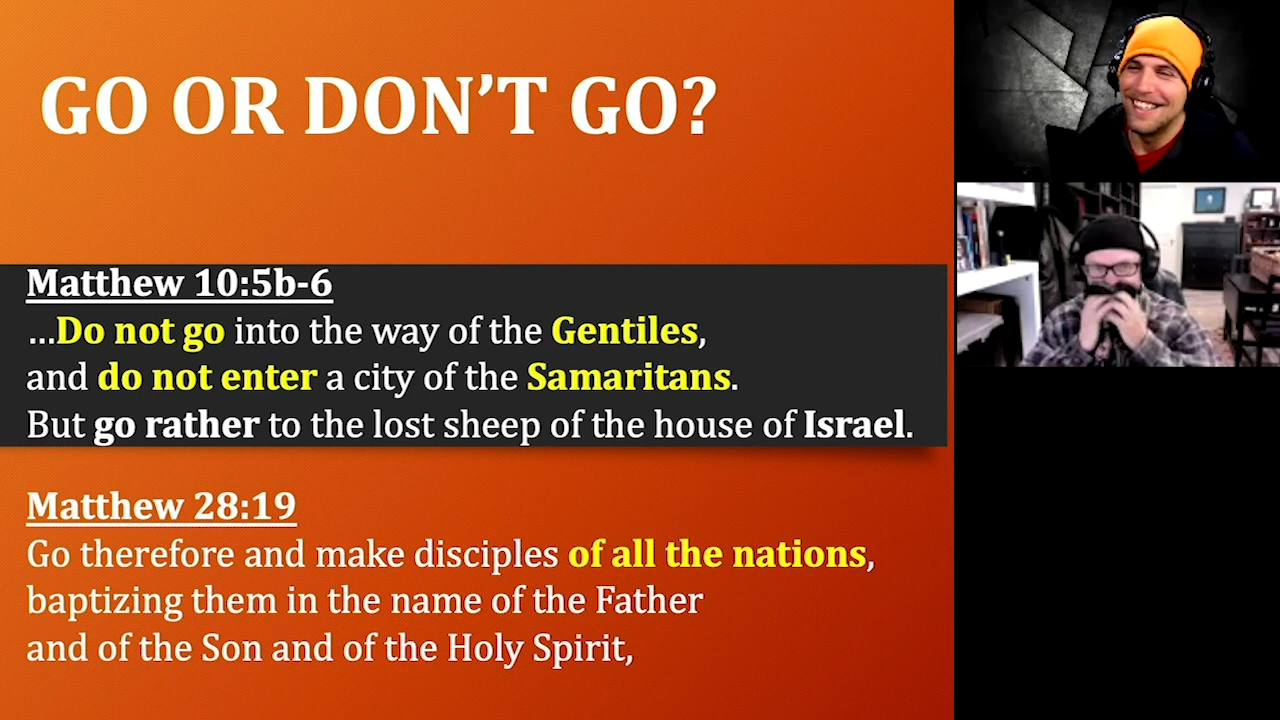 GO OR DON’T GO?
Matthew 10:5b-6
...Do not go into the way of the Gentiles,
and do not enter a city of the Samaritans.
But go rather to the lost sheep of the house of Israel.
Matthew 28:19
Go therefore and make disciples of all the nations,
baptizing them in the name of the Father
and of the Son and of the Holy Spirit,